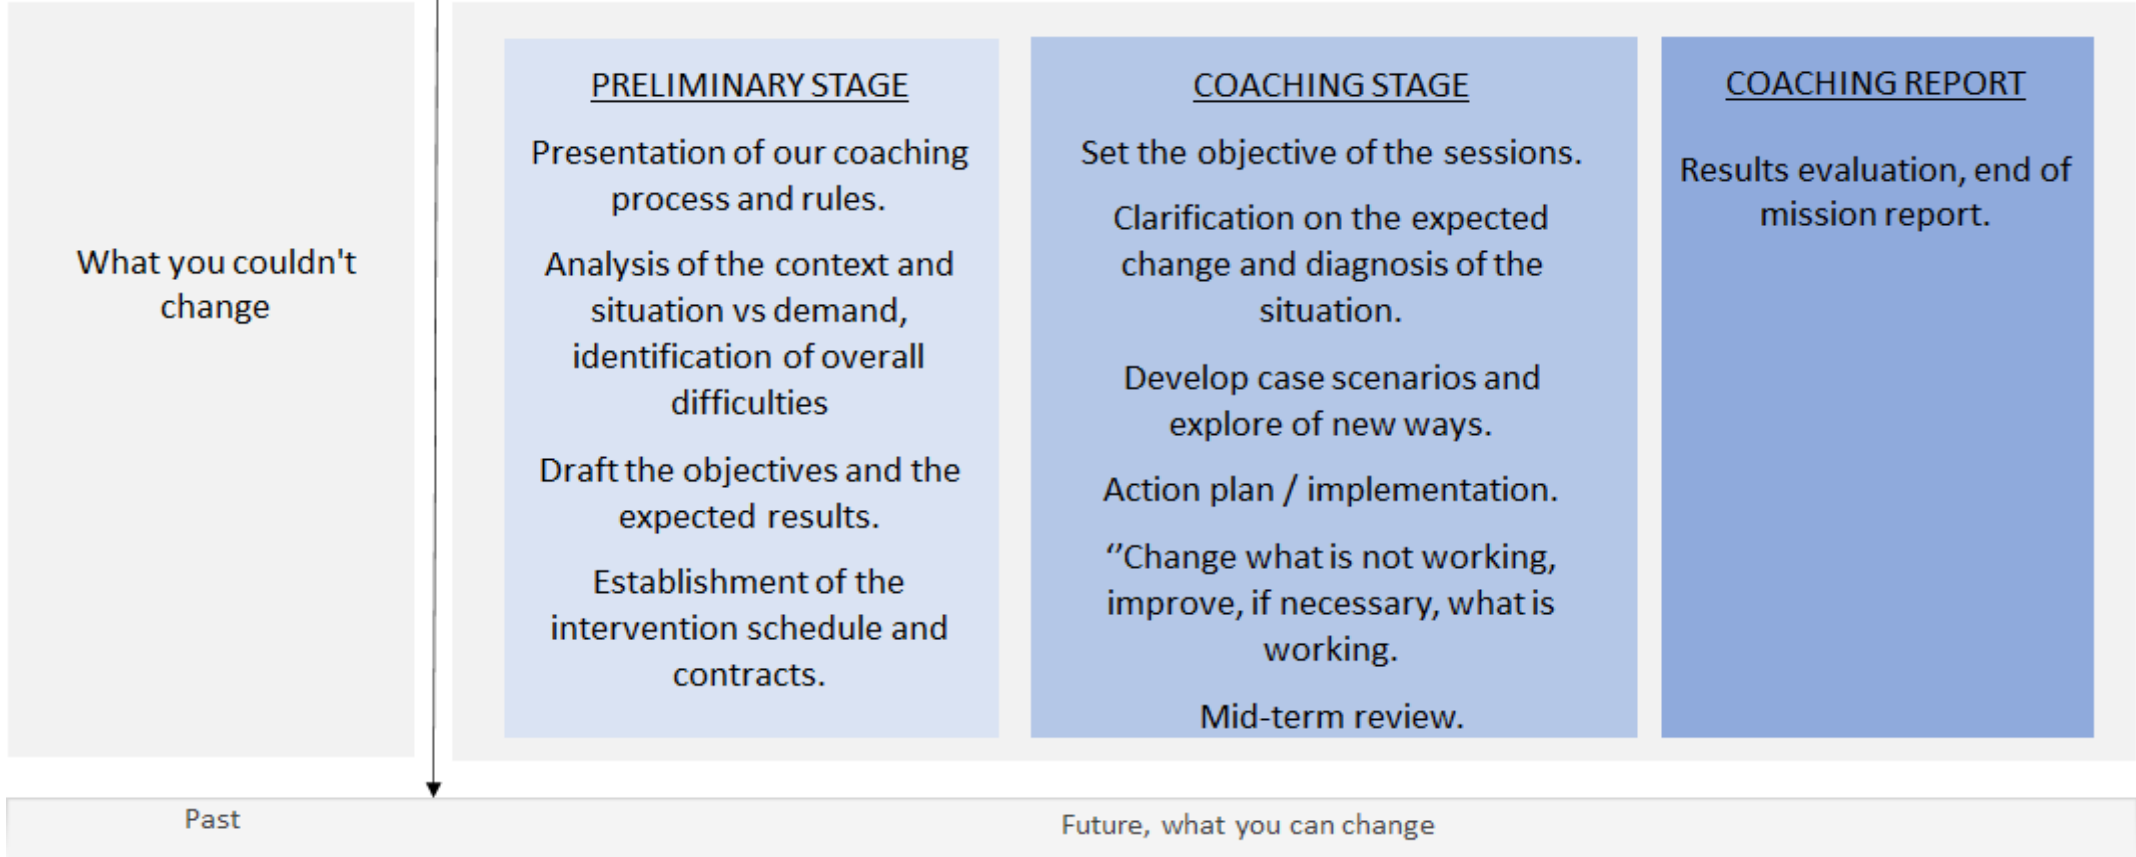 What you couldn't
change
PRELIMINARY STAGE
Presentation of our coaching
process and rules.
Analysis of the context and
situation vs demand,
identification of overall
difficulties
Draft the objectives and the
expected results.
Establishment of the
intervention schedule and
contracts.
COACHING STAGE
Set the objective of the sessions.
Clarification on the expected
change and diagnosis of the
situation.
Develop case scenarios and
explore of new ways.
Action plan / implementation.
‘’Change what is not working,
improve, if necessary, what is
working.
Mid-term review.
COACHING REPORT
Results evaluation, end of
mission report.
Past
Future, what you can change